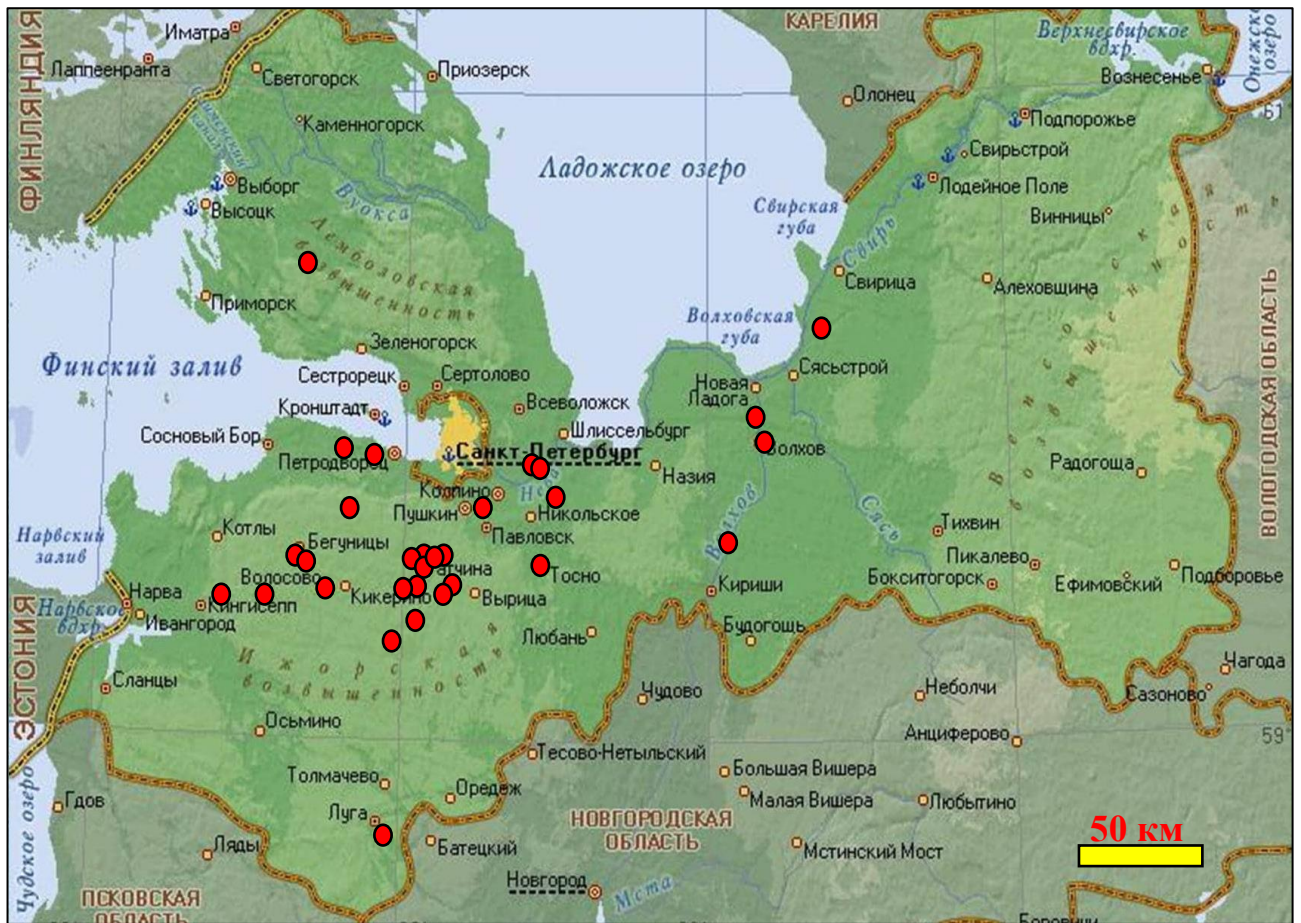 КАРЕЛИЯ
ФИНЛЯНДИЯ
Иматра
Лаппеенранта
Светогорск
Приозерск
Верхнесвирское
вдхр.
Онежско
озеро
Вознесенье
Олонец
61
Каменногорск
Подпорожье
Свирьстрой
Ладожское озеро
Выборг
Лодейное Поле
Высоцк
Вуокса
Свирская
губа
Винницы
Свирь
Лемболовская
возвышенность
Свирица
Алеховщина
Приморск
Волховская
губа
ВОЛОГОДСКАЯ ОБЛАСТЬ
Зеленогорск
Финский залив
Сестрорецк
Сертолово
Сясьстрой
Новая
Ладога
Кронштадт
Всеволожск
Сосновый Бор
Шлиссельбург
Санкт-Петербург
Волхов
Петродворец
Назия
Радогоща
Колпино
Нева
Пушкин
Никольское
Волхов
Сясь
Нарвский
залив
Котлы
Павловск
Тихвин
Бегуницы
Пикалево
Гатчина
Тосно
Волосово
Бокситогорск
Ефимовский
Подборовье
Нарва
Кикерино
Вырица
Кириши
Нарвское
вдхр.
Кингисепп
Ивангород
Любань
Будогощь
ЭСТОНИЯ
Ижорская
возвышенность
Сланцы
Чагода
Чудово
Неболчи
Сазоново
Осьмино
Анциферово
59
Тесово-Нетыльский
Толмачево
Большая Вишера
Оредеж
Малая Вишера
Любытино
Чудское озеро
Гдов
Луга
НОВГОРОДСКАЯ
ОБЛАСТЬ
50 км
Ляды
Батецкий
Мстинский Мост
Новгород
Мста
ПСКОВСКАЯ
ОБЛАСТЬ
Боровичи